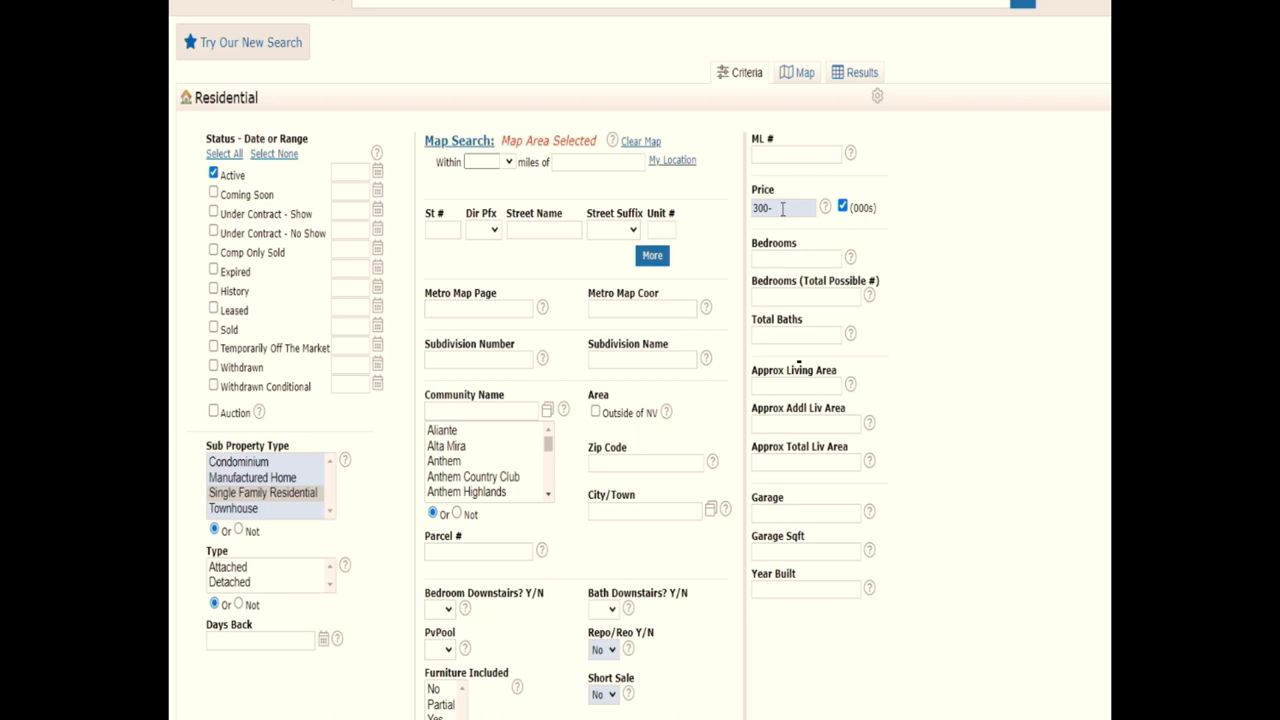 Try Our New Search
Criteria
Map
Results
Residential
Status - Date or Range
Select All Select None
Active
Coming Soon
Under Contract - Show
Under Contract - No Show
Comp Only Sold
Expired
History
Leased
Sold
Temporarily Off The Market
Withdrawn
Withdrawn Conditional
Auction
Sub Property Type
Condominium
Manufactured Home
Single Family Residential
Townhouse
Or Not
Type
Attached
Detached
Or Not
Days Back
Map Search: Map Area Selected Clear Map
Within miles of My Location
St # Dir Pfx Street Name Street Suffix Unit #
More
Metro Map Page Metro Map Coor
Subdivision Number Subdivision Name
Community Name
Aliante
Alta Mira
Anthem
Anthem Country Club
Anthem Highlands
Or Not
Area
Outside of NV
Zip Code
City/Town
Parcel #
Bedroom Downstairs? Y/N Bath Downstairs? Y/N
PvPool Repo/Reo Y/N
No
Furniture Included Short Sale
No
Partial
Yes
No
ML #
Price
300- (000s)
Bedrooms
Bedrooms (Total Possible #)
Total Baths
Approx Living Area
Approx Addl Liv Area
Approx Total Liv Area
Garage
Garage Sqft
Year Built